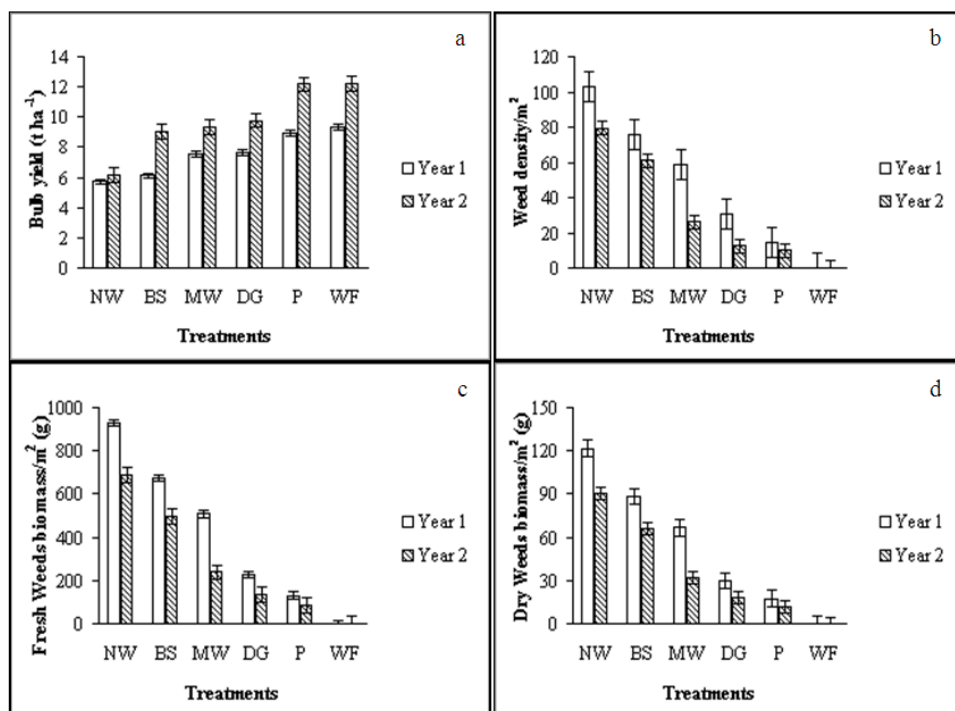 a
Bulb yield (t ha⁻¹)
14
12
10
8
6
4
2
0
NW BS MW DG P WF
Treatments
Year 1
Year 2
b
Weed density/m²
120
100
80
60
40
20
0
NW BS MW DG P WF
Treatments
Year 1
Year 2
c
Fresh Weeds biomass/m² (g)
1000
800
600
400
200
0
NW BS MW DG P WF
Treatments
Year 1
Year 2
d
Dry Weeds biomass/m² (g)
150
120
90
60
30
0
NW BS MW DG P WF
Treatments
Year 1
Year 2